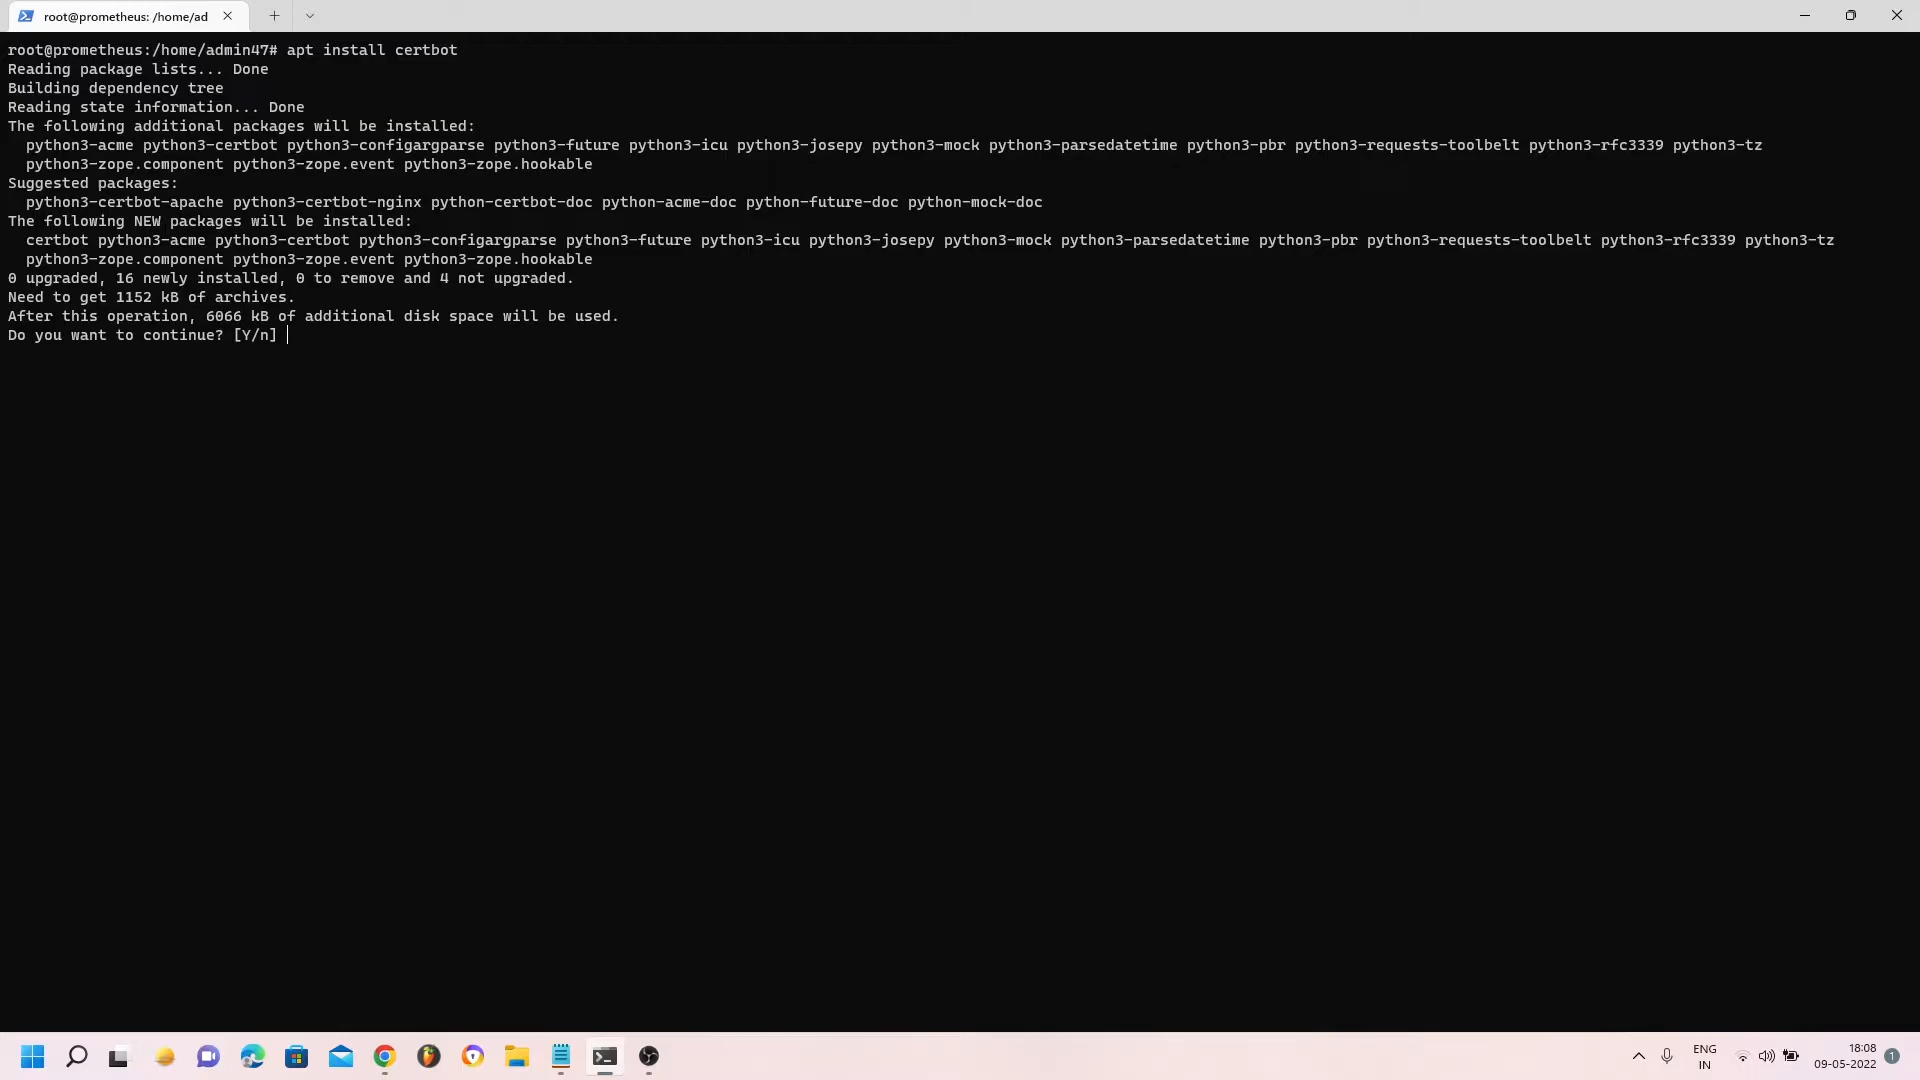 root@prometheus: /home/ad
root@prometheus:/home/admin47# apt install certbot
Reading package lists... Done
Building dependency tree
Reading state information... Done
The following additional packages will be installed:
python3-acme python3-certbot python3-configargparse python3-future python3-icu python3-josepy python3-mock python3-parsedatetime python3-pbr python3-requests-toolbelt python3-rfc3339 python3-tz
python3-zope.component python3-zope.event python3-zope.hookable
Suggested packages:
python3-certbot-apache python3-certbot-nginx python-certbot-doc python-acme-doc python-future-doc python-mock-doc
The following NEW packages will be installed:
certbot python3-acme python3-certbot python3-configargparse python3-future python3-icu python3-josepy python3-mock python3-parsedatetime python3-pbr python3-requests-toolbelt python3-rfc3339 python3-tz
python3-zope.component python3-zope.event python3-zope.hookable
0 upgraded, 16 newly installed, 0 to remove and 4 not upgraded.
Need to get 1152 kB of archives.
After this operation, 6066 kB of additional disk space will be used.
Do you want to continue? [Y/n]
ENG
IN
18:08
09-05-2022
1